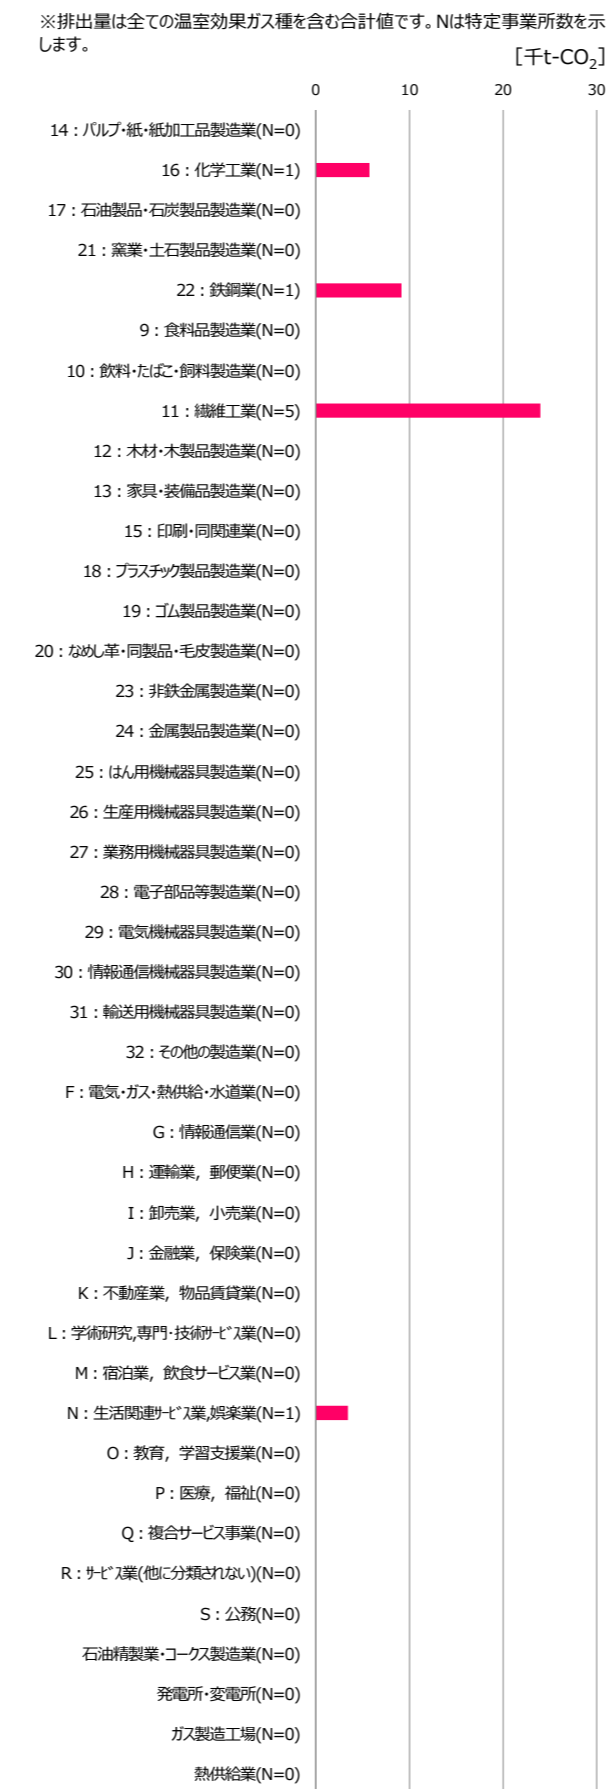 ※排出量は全ての温室効果ガス種を含む合計値です。Nは特定事業所数を示
します。
[千t-CO₂]
0 10 20 30
14：パルプ・紙・紙加工品製造業(N=0)
16：化学工業(N=1)
17：石油製品・石炭製品製造業(N=0)
21：窯業・土石製品製造業(N=0)
22：鉄鋼業(N=1)
9：食料品製造業(N=0)
10：飲料・たばこ・飼料製造業(N=0)
11：繊維工業(N=5)
12：木材・木製品製造業(N=0)
13：家具・装備品製造業(N=0)
15：印刷・同関連業(N=0)
18：プラスチック製品製造業(N=0)
19：ゴム製品製造業(N=0)
20：なめし革・同製品・毛皮製造業(N=0)
23：非鉄金属製造業(N=0)
24：金属製品製造業(N=0)
25：はん用機械器具製造業(N=0)
26：生産用機械器具製造業(N=0)
27：業務用機械器具製造業(N=0)
28：電子部品等製造業(N=0)
29：電気機械器具製造業(N=0)
30：情報通信機械器具製造業(N=0)
31：輸送用機械器具製造業(N=0)
32：その他の製造業(N=0)
F：電気・ガス・熱供給・水道業(N=0)
G：情報通信業(N=0)
H：運輸業，郵便業(N=0)
I：卸売業，小売業(N=0)
J：金融業，保険業(N=0)
K：不動産業，物品賃貸業(N=0)
L：学術研究,専門・技術ｻｰﾋﾞｽ業(N=0)
M：宿泊業，飲食サービス業(N=0)
N：生活関連ｻｰﾋﾞｽ業,娯楽業(N=1)
O：教育，学習支援業(N=0)
P：医療，福祉(N=0)
Q：複合サービス事業(N=0)
R：ｻｰﾋﾞｽ業(他に分類されない)(N=0)
S：公務(N=0)
石油精製業・コークス製造業(N=0)
発電所・変電所(N=0)
ガス製造工場(N=0)
熱供給業(N=0)